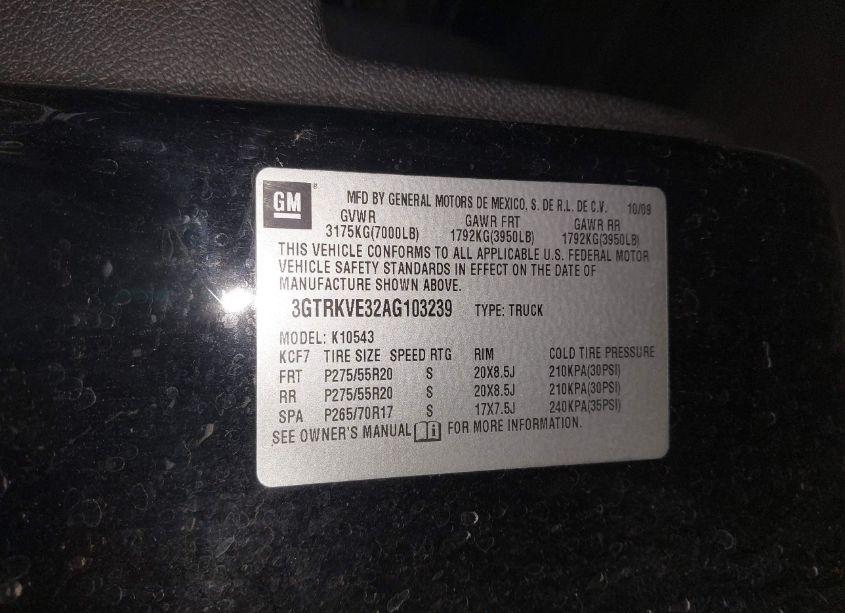 GM® MFD BY GENERAL MOTORS DE MEXICO, S. DE R.L. DE C.V. 10/09
GVWR GAWR FRT GAWR RR
3175KG(7000LB) 1792KG(3950LB) 1792KG(3950LB)
THIS VEHICLE CONFORMS TO ALL APPLICABLE U.S. FEDERAL MOTOR
VEHICLE SAFETY STANDARDS IN EFFECT ON THE DATE OF
MANUFACTURE SHOWN ABOVE.
3GTRKVE32AG103239 TYPE: TRUCK
MODEL: K10543
KCF7 TIRE SIZE SPEED RTG RIM COLD TIRE PRESSURE
FRT P275/55R20 S 20X8.5J 210KPA(30PSI)
RR P275/55R20 S 20X8.5J 210KPA(30PSI)
SPA P265/70R17 S 17X7.5J 240KPA(35PSI)
SEE OWNER'S MANUAL i FOR MORE INFORMATION.